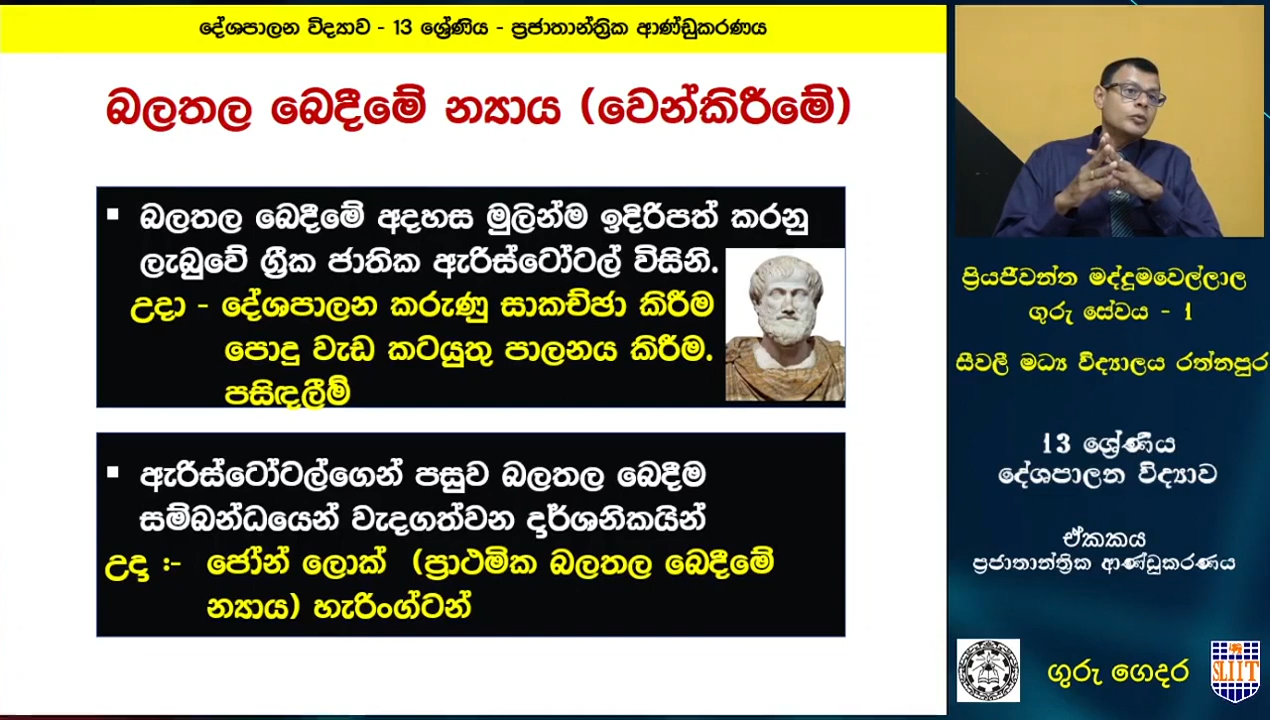 දේශපාලන විද්‍යාව - 13 ශ්‍රේණිය - ප්‍රජාතාන්ත්‍රික ආණ්ඩුකරණය
බලතල බෙදීමේ න්‍යාය (වෙන්කිරීමේ)
▪ බලතල බෙදීමේ අදහස මුලින්ම ඉදිරිපත් කරනු
ලැබුවේ ග්‍රීක ජාතික ඇරිස්ටෝටල් විසිනි.
උදා - දේශපාලන කරුණු සාකච්ඡා කිරීම
පොදු වැඩ කටයුතු පාලනය කිරීම.
පසිඳලීම්
▪ ඇරිස්ටෝටල්ගෙන් පසුව බලතල බෙදීම
සම්බන්ධයෙන් වැදගත්වන දාර්ශනිකයින්
උදා :- ජෝන් ලොක් (ප්‍රාථමික බලතල බෙදීමේ
න්‍යාය) හැරිංග්ටන්
ප්‍රියජීවන්ත මද්දුමවෙල්ලාල
ගුරු සේවය - 1
සීවලී මධ්‍ය විද්‍යාලය රත්නපුර
13 ශ්‍රේණිය
දේශපාලන විද්‍යාව
ඒකකය
ප්‍රජාතාන්ත්‍රික ආණ්ඩුකරණය
ගුරු ගෙදර
SLIIT